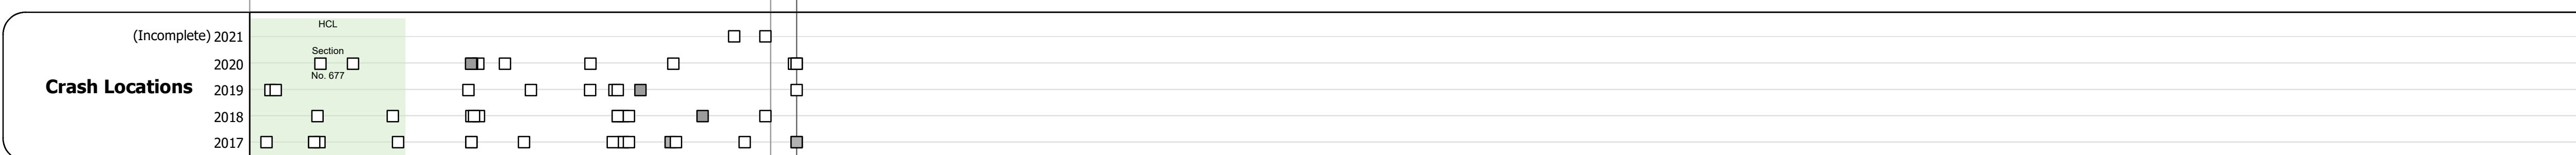 HCL
(Incomplete) 2021
Section
2020
No. 677
Crash Locations
2019
2018
2017